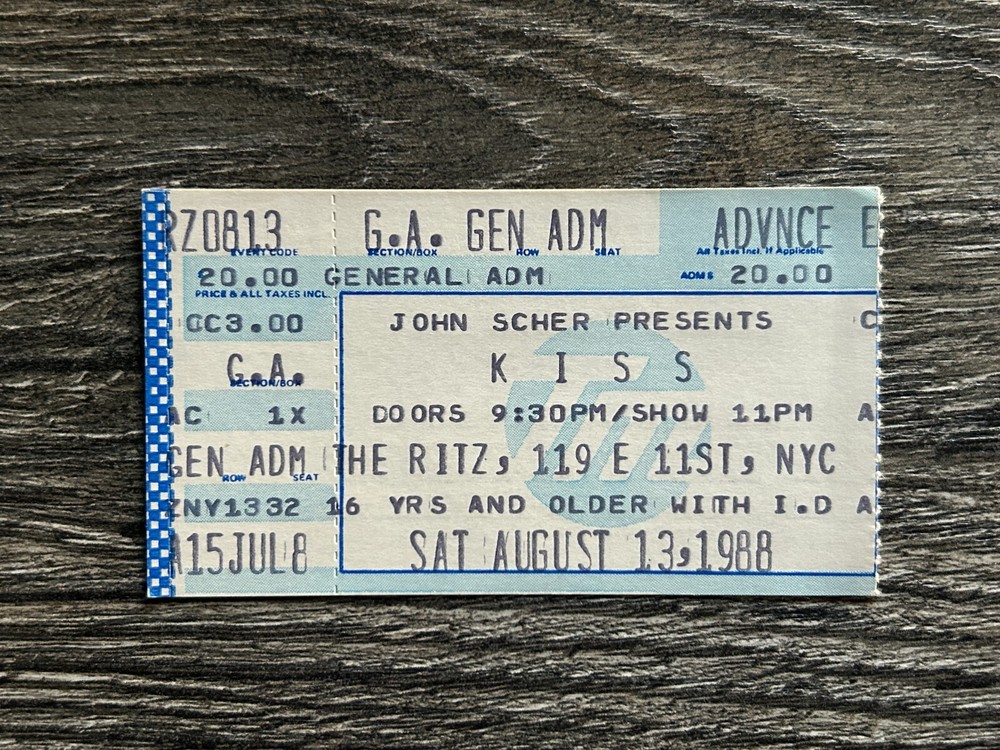 RZ0813 G.A. GEN ADM ADVNCE E
EVENT CODE SECTION/BOX ROW SEAT All Taxes Incl. If Applicable
20.00 GENERAL ADM ADMS 20.00
PRICE & ALL TAXES INCL.
CC3.00 JOHN SCHER PRESENTS C
G.A. K I S S
SECTION/BOX
AC 1X DOORS 9:30PM/SHOW 11PM A
GEN ADM THE RITZ, 119 E 11ST, NYC
ROW SEAT
ZNY1332 16 YRS AND OLDER WITH I.D A
A15JUL8 SAT AUGUST 13,1988